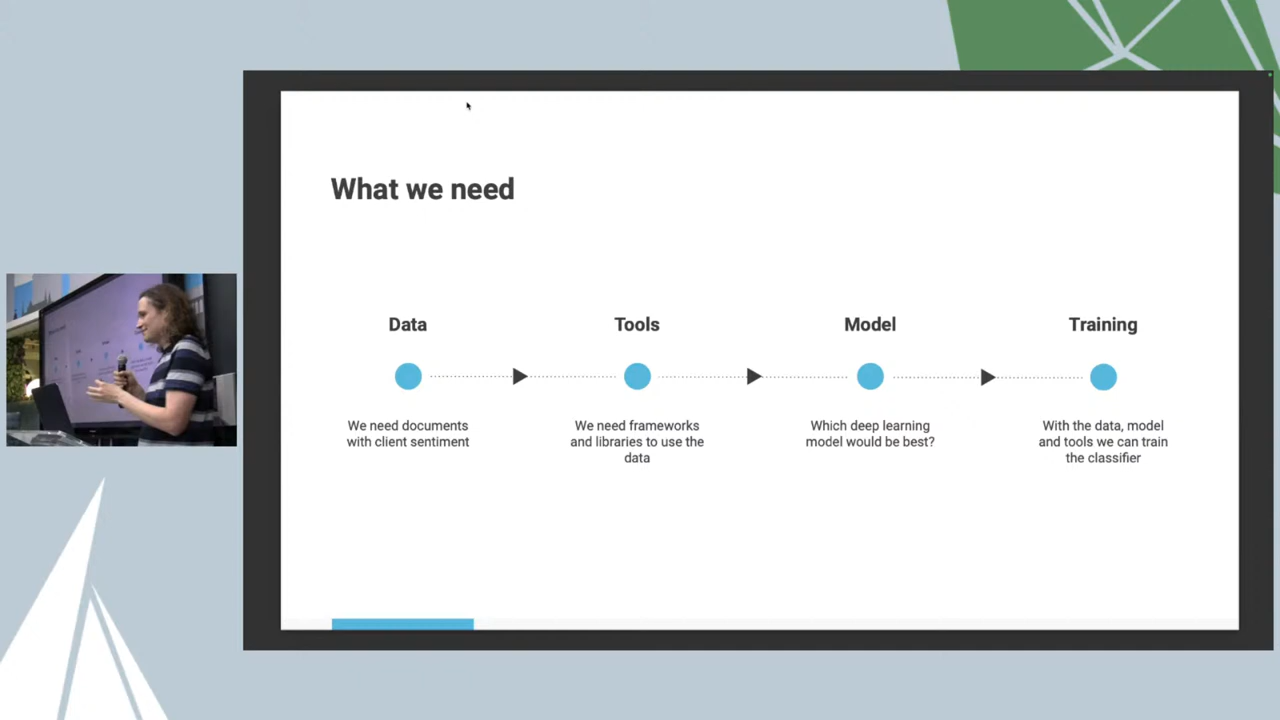 What we need
Data
Tools
Model
Training
We need documents
with client sentiment
We need frameworks
and libraries to use the
data
Which deep learning
model would be best?
With the data, model
and tools we can train
the classifier